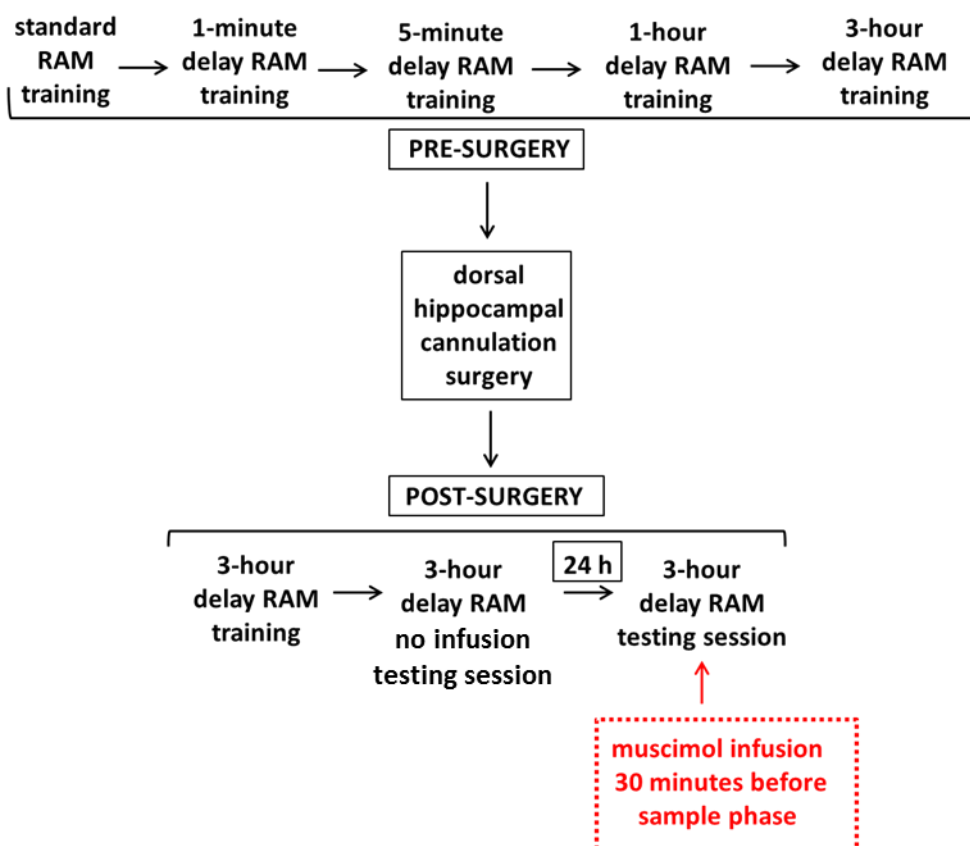 standard
RAM
training
1-minute
delay RAM
training
5-minute
delay RAM
training
1-hour
delay RAM
training
3-hour
delay RAM
training
PRE-SURGERY
dorsal
hippocampal
cannulation
surgery
POST-SURGERY
3-hour
delay RAM
training
3-hour
delay RAM
no infusion
testing session
24 h
3-hour
delay RAM
testing session
muscimol infusion
30 minutes before
sample phase